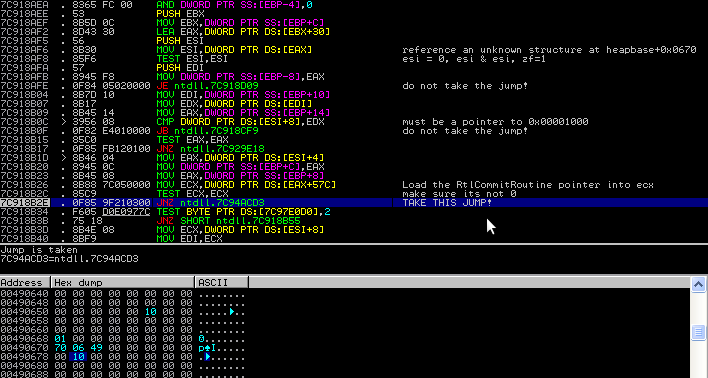 7C918AEA . 8365 FC 00 AND DWORD PTR SS:[EBP-4],0
7C918AEE . 53 PUSH EBX
7C918AEF . 8B5D 0C MOV EBX,DWORD PTR SS:[EBP+C]
7C918AF2 . 8D43 30 LEA EAX,DWORD PTR DS:[EBX+30]
7C918AF5 . 56 PUSH ESI
7C918AF6 . 8B30 MOV ESI,DWORD PTR DS:[EAX] reference an unknown structure at heapbase+0x0670
7C918AF8 . 85F6 TEST ESI,ESI esi = 0, esi & esi, zf=1
7C918AFA . 57 PUSH EDI
7C918AFB . 8945 F8 MOV DWORD PTR SS:[EBP-8],EAX
7C918AFE . 0F84 05020000 JE ntdll.7C918D09 do not take the jump!
7C918B04 . 8B7D 10 MOV EDI,DWORD PTR SS:[EBP+10]
7C918B07 . 8B17 MOV EDX,DWORD PTR DS:[EDI]
7C918B09 . 8B45 14 MOV EAX,DWORD PTR SS:[EBP+14]
7C918B0C > 3956 08 CMP DWORD PTR DS:[ESI+8],EDX must be a pointer to 0x00001000
7C918B0F . 0F82 E4010000 JB ntdll.7C918CF9 do not take the jump!
7C918B15 . 85C0 TEST EAX,EAX
7C918B17 . 0F85 FB120100 JNZ ntdll.7C929E18
7C918B1D > 8B46 04 MOV EAX,DWORD PTR DS:[ESI+4]
7C918B20 . 8945 0C MOV DWORD PTR SS:[EBP+C],EAX
7C918B23 . 8B45 08 MOV EAX,DWORD PTR SS:[EBP+8]
7C918B26 . 8B88 7C050000 MOV ECX,DWORD PTR DS:[EAX+57C] Load the RtlCommitRoutine pointer into ecx
7C918B2C . 85C9 TEST ECX,ECX make sure its not 0
7C918B2E . 0F85 9F210300 JNZ ntdll.7C94ACD3 TAKE THIS JUMP!
7C918B34 . F605 D0E0977C TEST BYTE PTR DS:[7C97E0D0],2
7C918B3B . 75 18 JNZ SHORT ntdll.7C918B55
7C918B3D . 8B4E 08 MOV ECX,DWORD PTR DS:[ESI+8]
7C918B40 . 8BF9 MOV EDI,ECX
Jump is taken
7C94ACD3=ntdll.7C94ACD3
Address Hex dump ASCII
00490640 00 00 00 00 00 00 00 00 ........
00490648 00 00 00 00 00 00 00 00 ........
00490650 00 00 00 00 00 10 00 00 .....►..
00490658 00 00 00 00 00 00 00 00 ........
00490660 00 00 00 00 00 00 00 00 ........
00490668 01 00 00 00 00 00 00 00
00490670 70 06 49 00 00 00 00 00 p♠I.....
00490678 00 10 00 00 00 00 00 00 .►......
00490680 00 00 00 00 00 00 00 00 ........
00490688 00 00 00 00 00 00 00 00 ........